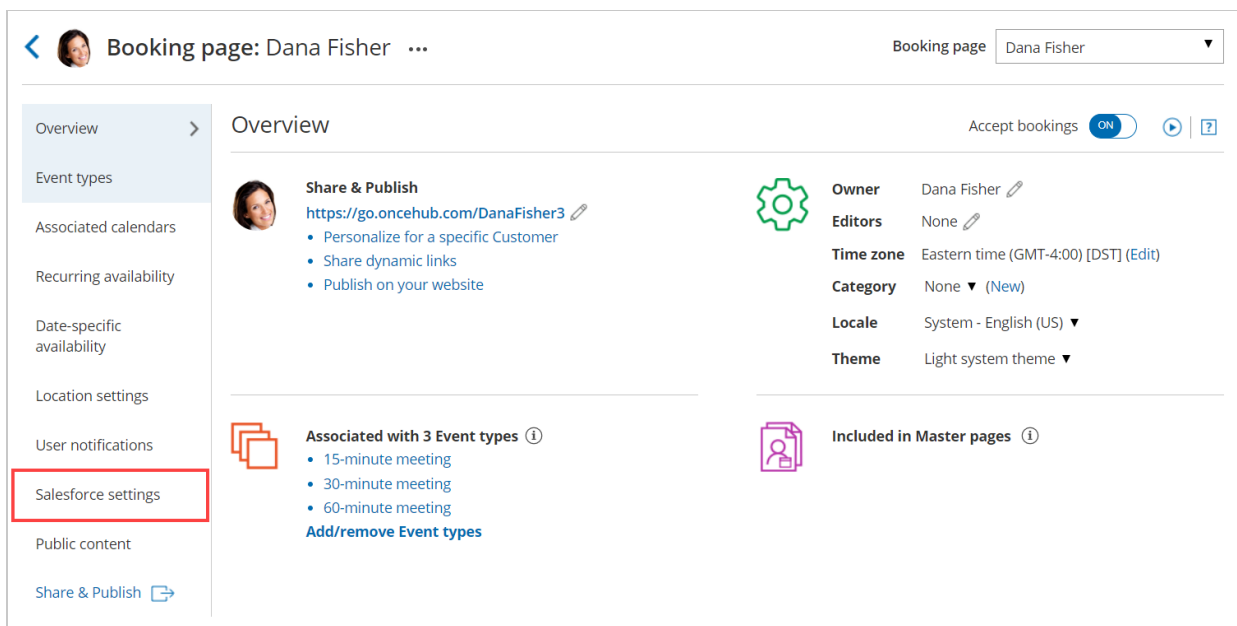 Booking page: Dana Fisher ...
Booking page Dana Fisher ▼
Overview
Event types
Associated calendars
Recurring availability
Date-specific
availability
Location settings
User notifications
Salesforce settings
Public content
Share & Publish
Overview
Accept bookings ON
?
Share & Publish
https://go.oncehub.com/DanaFisher3
• Personalize for a specific Customer
• Share dynamic links
• Publish on your website
Owner Dana Fisher
Editors None
Time zone Eastern time (GMT-4:00) [DST] (Edit)
Category None ▼ (New)
Locale System - English (US) ▼
Theme Light system theme ▼
Associated with 3 Event types i
• 15-minute meeting
• 30-minute meeting
• 60-minute meeting
Add/remove Event types
Included in Master pages i